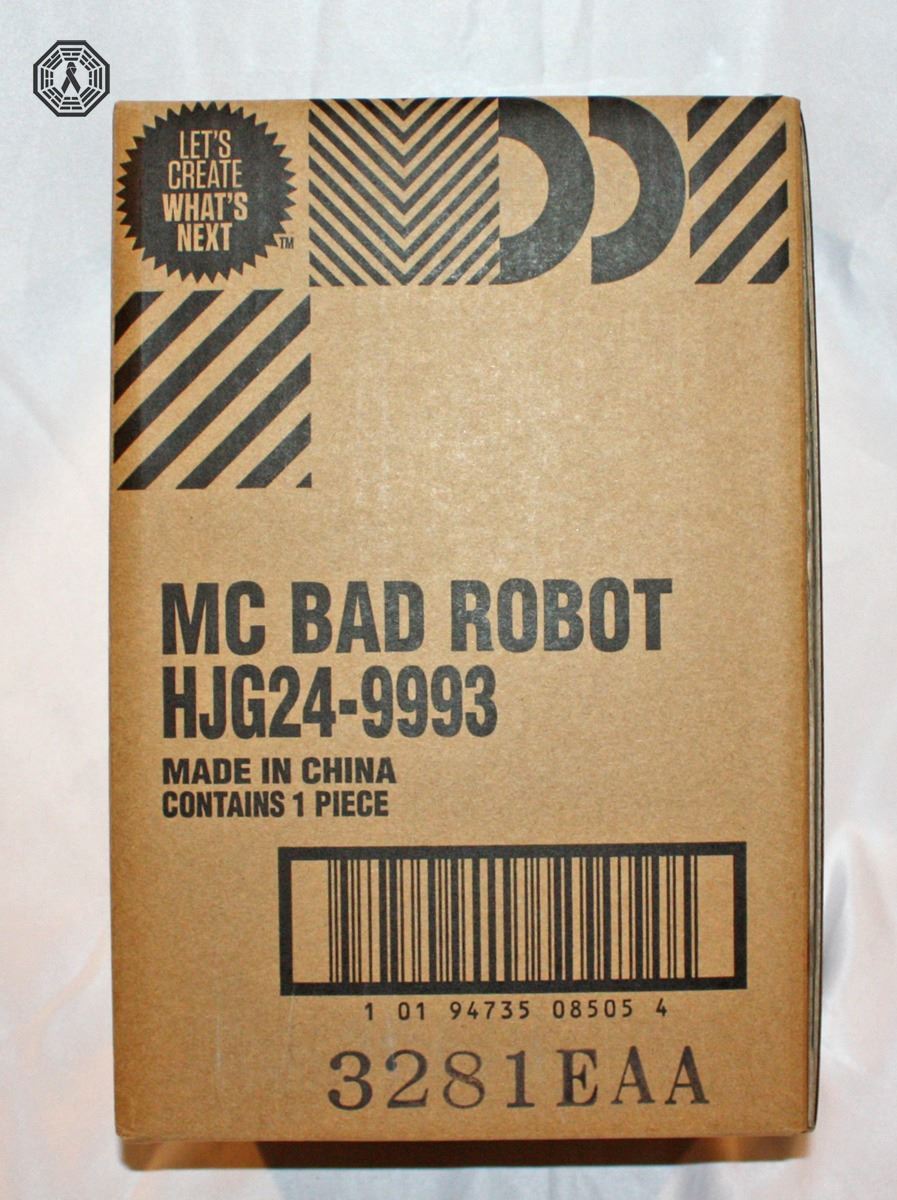 LET'S
CREATE
WHAT'S
NEXT
TM
MC BAD ROBOT
HJG24-9993
MADE IN CHINA
CONTAINS 1 PIECE
1 01 94735 08505 4
3281EAA